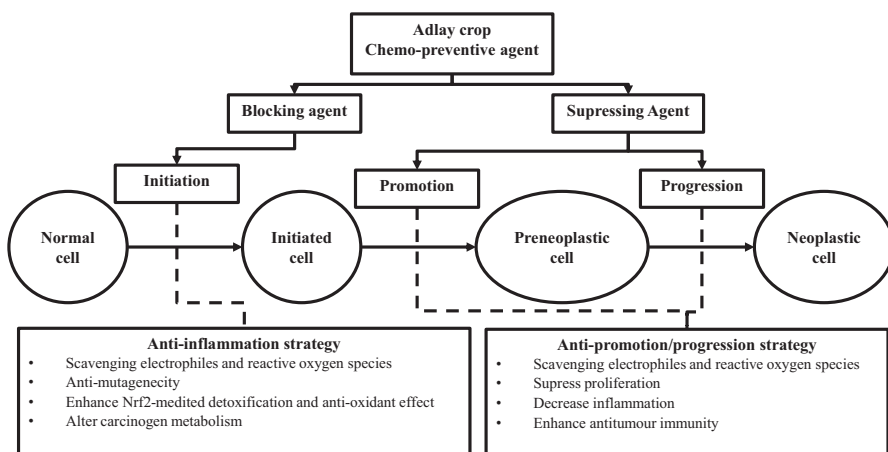 Adlay crop
Chemo-preventive agent
Blocking agent
Supressing Agent
Initiation
Promotion
Progression
Normal
cell
Initiated
cell
Preneoplastic
cell
Neoplastic
cell
Anti-inflammation strategy
• Scavenging electrophiles and reactive oxygen species
• Anti-mutagenecity
• Enhance Nrf2-medited detoxification and anti-oxidant effect
• Alter carcinogen metabolism
Anti-promotion/progression strategy
• Scavenging electrophiles and reactive oxygen species
• Supress proliferation
• Decrease inflammation
• Enhance antitumour immunity